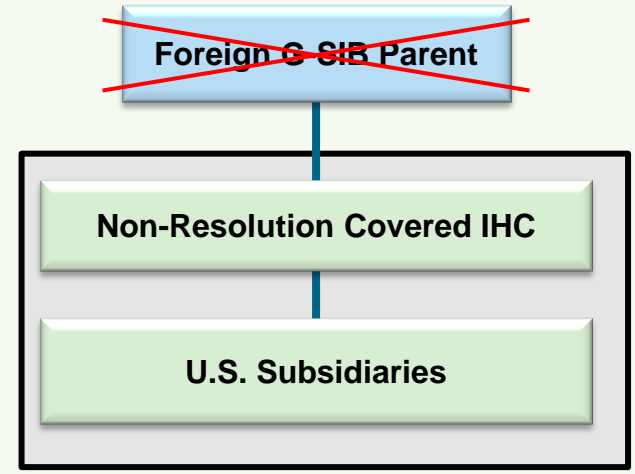 Foreign G-SIB Parent
Non-Resolution Covered IHC
U.S. Subsidiaries